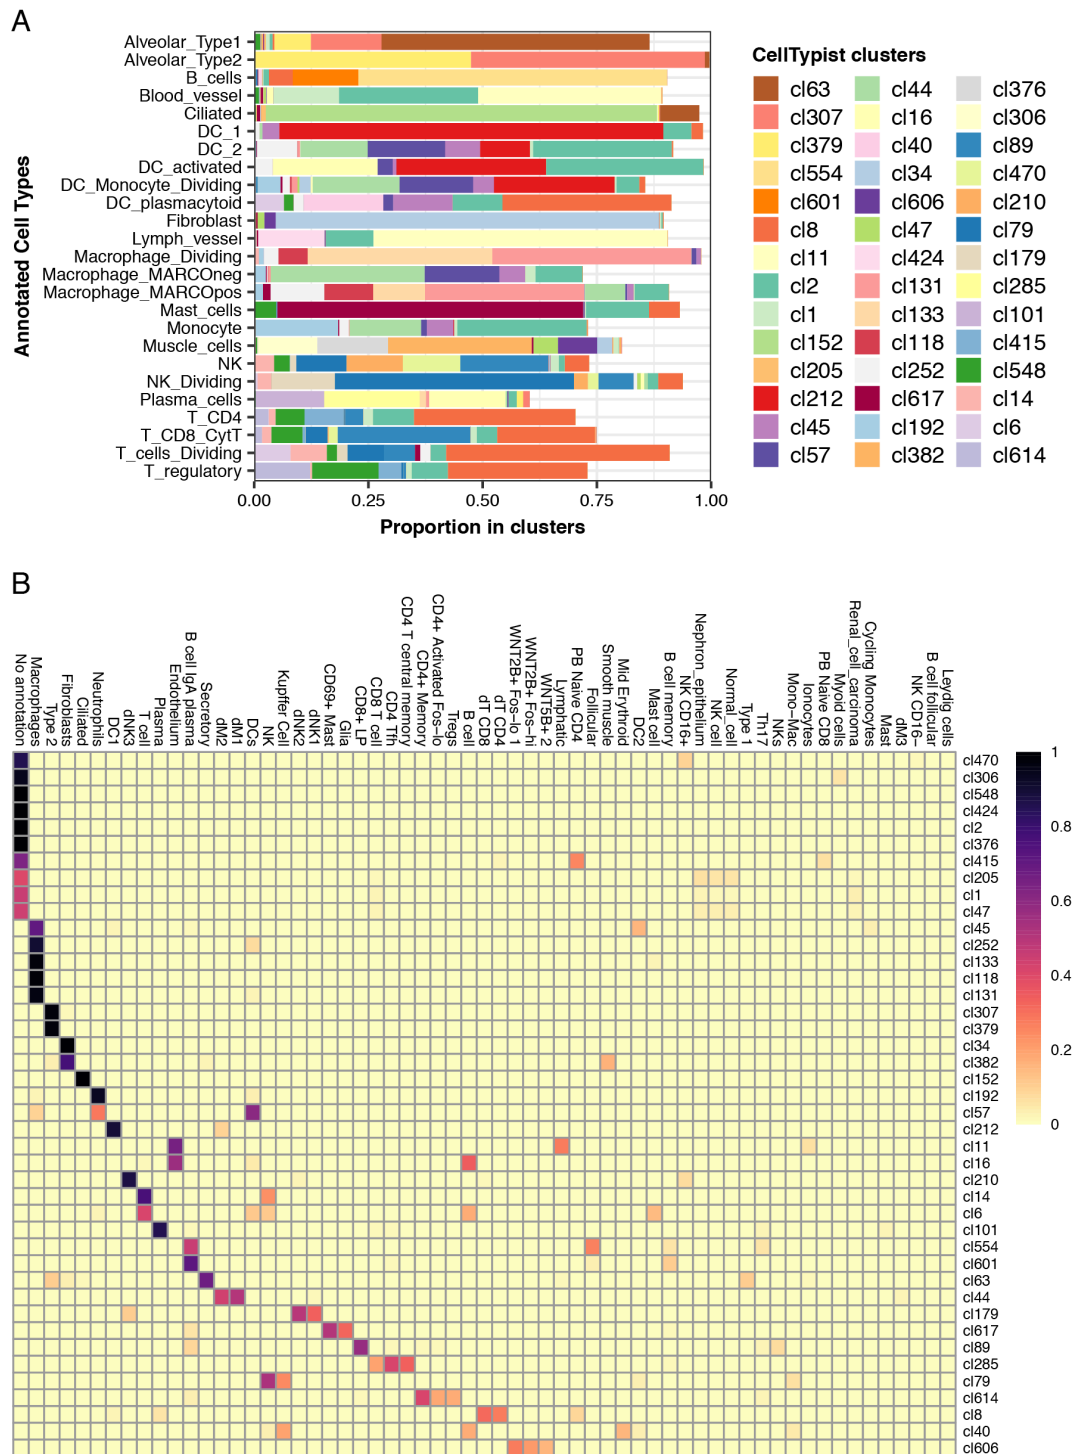 A
Annotated Cell Types
Alveolar_Type1
Alveolar_Type2
B_cells
Blood_vessel
Ciliated
DC_1
DC_2
DC_activated
DC_Monocyte_Dividing
DC_plasmacytoid
Fibroblast
Lymph_vessel
Macrophage_Dividing
Macrophage_MARCOneg
Macrophage_MARCOpos
Mast_cells
Monocyte
Muscle_cells
NK
NK_Dividing
Plasma_cells
T_CD4
T_CD8_CytT
T_cells_Dividing
T_regulatory
0.00 0.25 0.50 0.75 1.00
Proportion in clusters
CellTypist clusters
cl63 cl44 cl376
cl307 cl16 cl306
cl379 cl40 cl89
cl554 cl34 cl470
cl601 cl606 cl210
cl8 cl47 cl79
cl11 cl424 cl179
cl2 cl131 cl285
cl1 cl133 cl101
cl152 cl118 cl415
cl205 cl252 cl548
cl212 cl617 cl14
cl45 cl192 cl6
cl57 cl382 cl614
B
No annotation
Macrophages
Type 2
Fibroblasts
Ciliated
Neutrophils
DC1
dNK3
T cell
Plasma
Endothelium
B cell IgA plasma
Secretory
dM2
dM1
DCs
NK
Kupffer Cell
dNK2
dNK1
CD69+ Mast
Glia
CD8+ LP
CD8 T cell
CD4 Tfh
CD4 T central memory
CD4+ Memory
CD4+ Activated Fos-lo
Tregs
B cell
dT CD8
dT CD4
WNT2B+ Fos-lo 1
WNT2B+ Fos-hi
WNT5B+ 2
Lymphatic
PB Naive CD4
Follicular
Smooth muscle
Mid Erythroid
DC2
Mast cell
B cell memory
NK CD16+
Nephron_epithelium
NK cell
Normal_cell
Type 1
Th17
NKs
Mono-Mac
Ionocytes
PB Naive CD8
Myoid cells
Renal_cell_carcinoma
Cycling Monocytes
Mast
dM3
NK CD16-
B cell follicular
Leydig cells
cl470
cl306
cl548
cl424
cl2
cl376
cl415
cl205
cl1
cl47
cl45
cl252
cl133
cl118
cl131
cl307
cl379
cl34
cl382
cl152
cl192
cl57
cl212
cl11
cl16
cl210
cl14
cl6
cl101
cl554
cl601
cl63
cl44
cl179
cl617
cl89
cl285
cl79
cl614
cl8
cl40
cl606
1
0.8
0.6
0.4
0.2
0